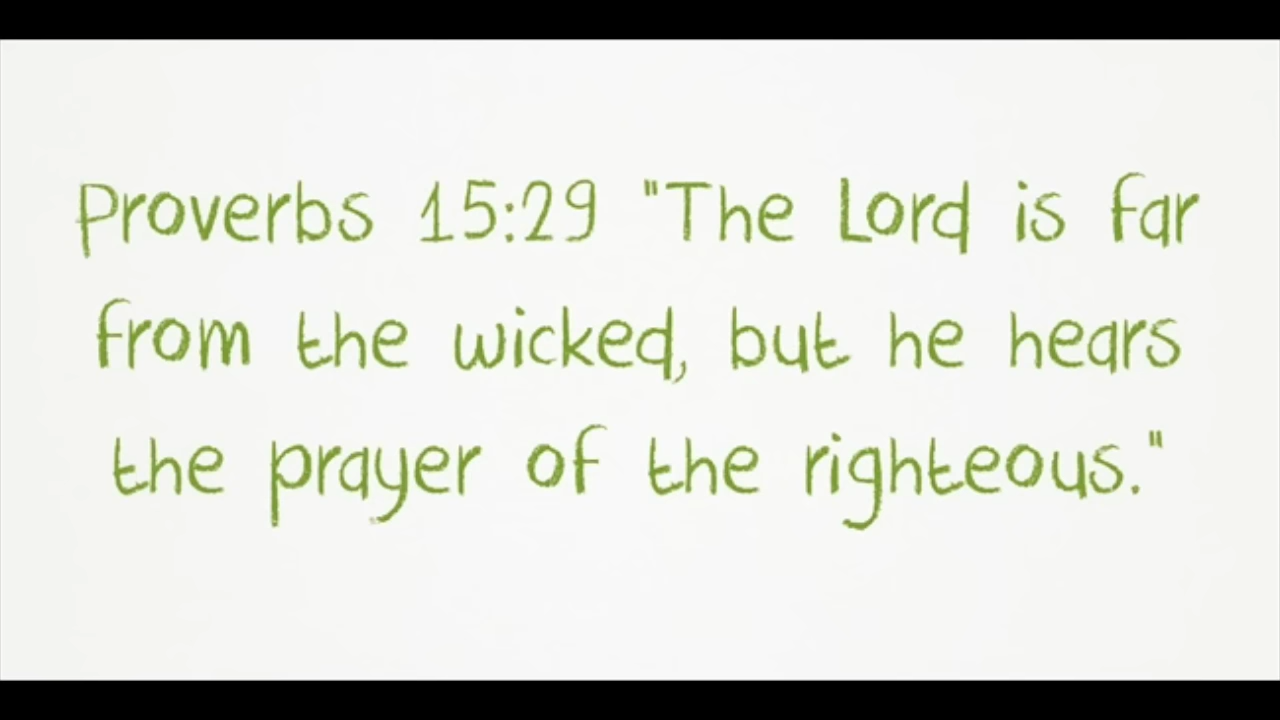 Proverbs 15:29 "The Lord is far
from the wicked, but he hears
the prayer of the righteous."